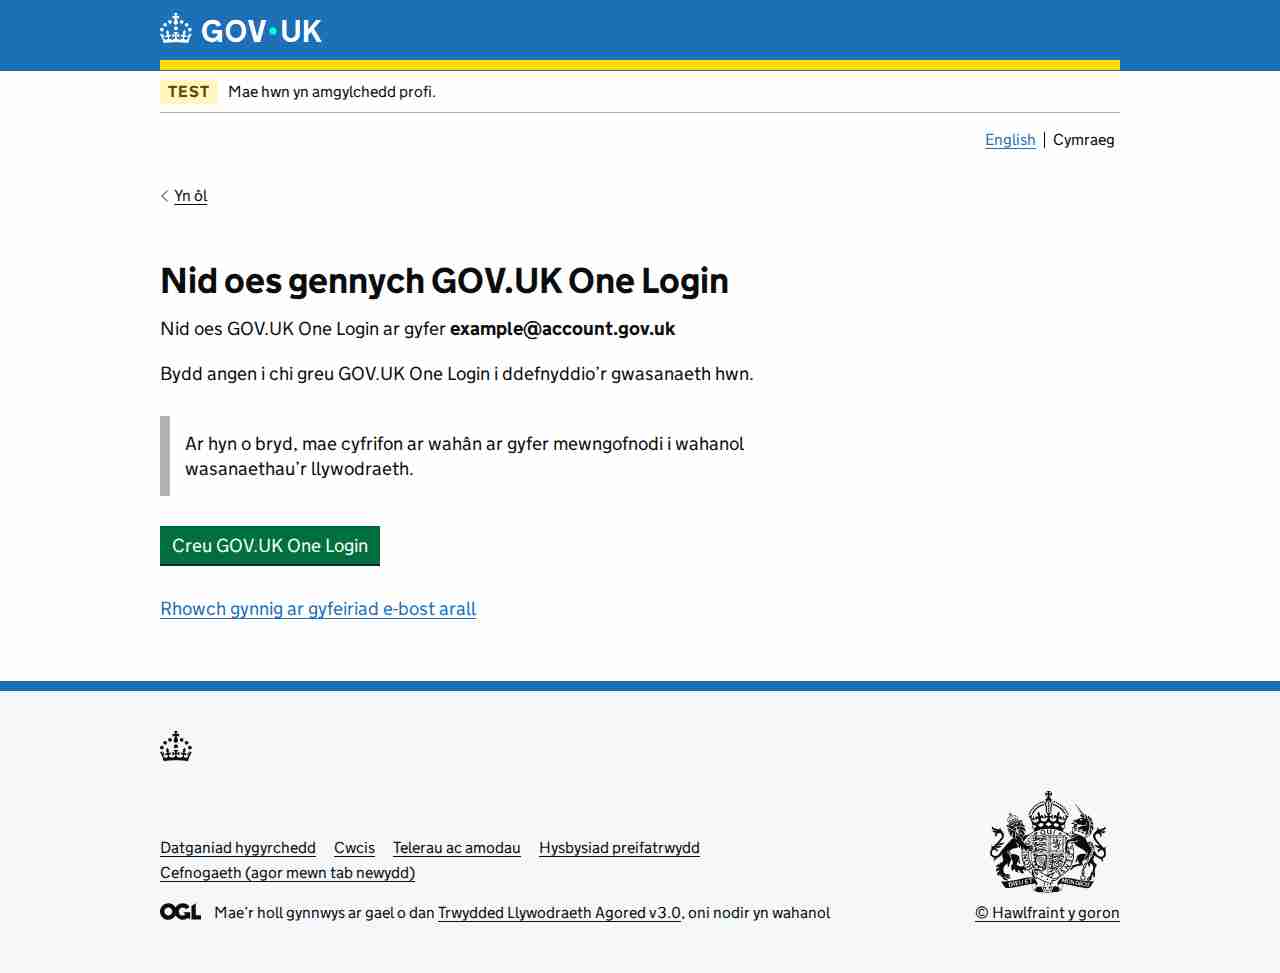 GOV·UK
TEST Mae hwn yn amgylchedd profi.
English Cymraeg
Yn ôl
Nid oes gennych GOV.UK One Login
Nid oes GOV.UK One Login ar gyfer example@account.gov.uk
Bydd angen i chi greu GOV.UK One Login i ddefnyddio’r gwasanaeth hwn.
Ar hyn o bryd, mae cyfrifon ar wahân ar gyfer mewngofnodi i wahanol
wasanaethau’r llywodraeth.
Creu GOV.UK One Login
Rhowch gynnig ar gyfeiriad e-bost arall
Datganiad hygyrchedd Cwcis Telerau ac amodau Hysbysiad preifatrwydd
Cefnogaeth (agor mewn tab newydd)
OGL Mae’r holl gynnwys ar gael o dan Trwydded Llywodraeth Agored v3.0, oni nodir yn wahanol
© Hawlfraint y goron